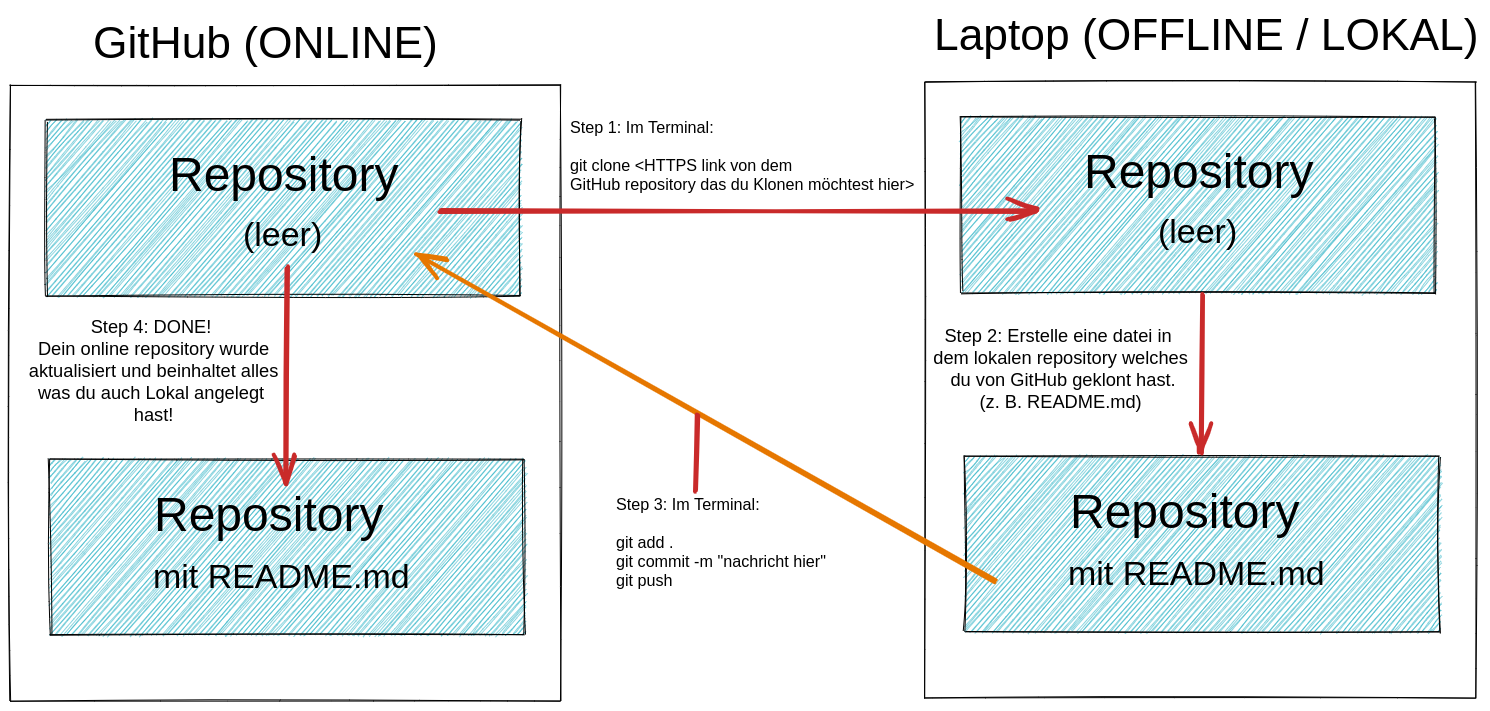 GitHub (ONLINE)
Laptop (OFFLINE / LOKAL)
Repository
(leer)
Step 1: Im Terminal:
git clone <HTTPS link von dem
GitHub repository das du Klonen möchtest hier>
Repository
(leer)
Step 4: DONE!
Dein online repository wurde
aktualisiert und beinhaltet alles
was du auch Lokal angelegt
hast!
Step 2: Erstelle eine datei in
dem lokalen repository welches
du von GitHub geklont hast.
(z. B. README.md)
Repository
mit README.md
Step 3: Im Terminal:
git add .
git commit -m "nachricht hier"
git push
Repository
mit README.md